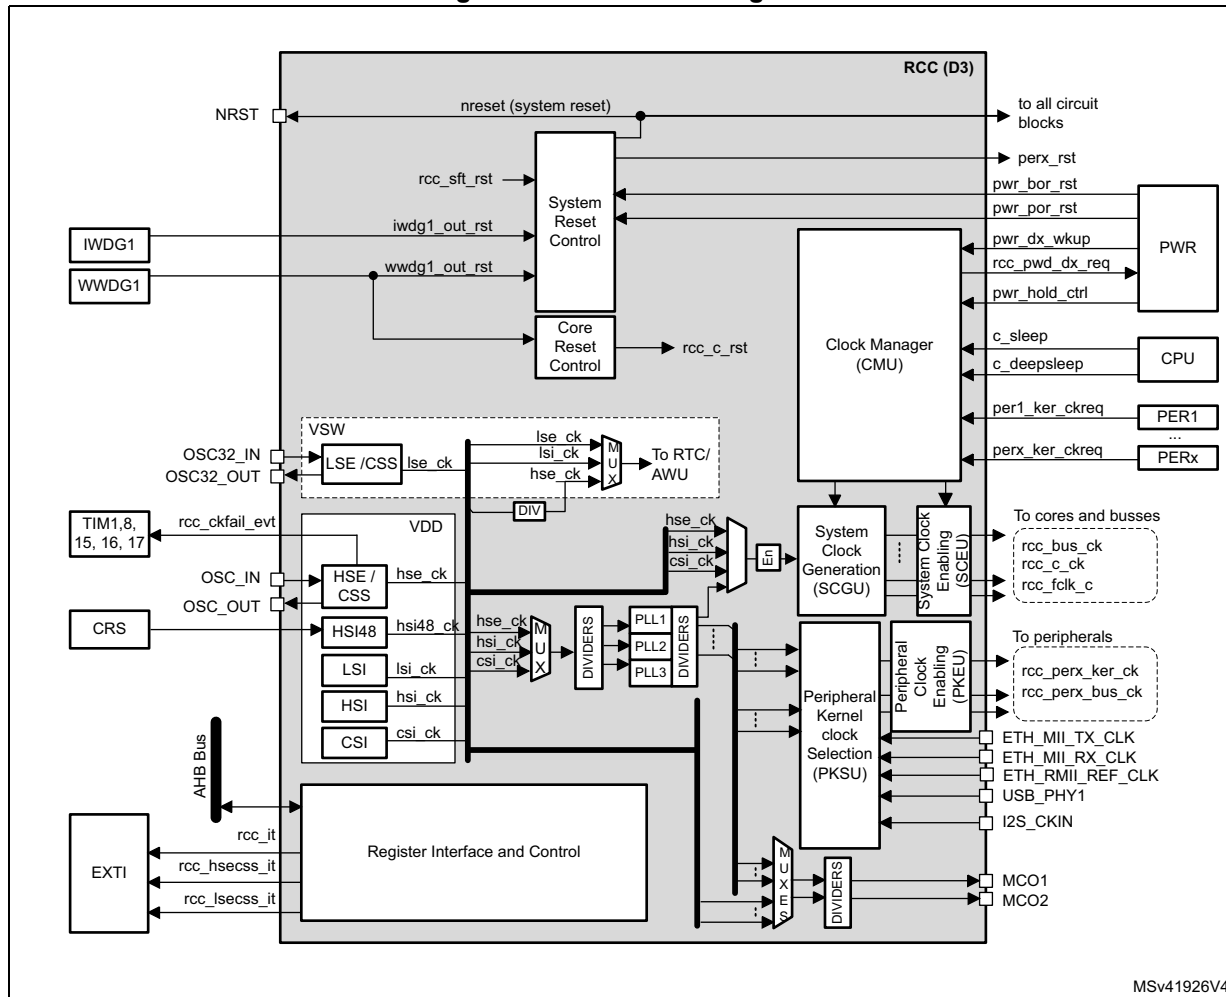 RCC (D3)
NRST
nreset (system reset)
to all circuit
blocks
perx_rst
rcc_sft_rst
System
Reset
Control
pwr_bor_rst
pwr_por_rst
IWDG1
iwdg1_out_rst
pwr_dx_wkup
PWR
WWDG1
wwdg1_out_rst
rcc_pwd_dx_req
pwr_hold_ctrl
Core
Reset
Control
rcc_c_rst
Clock Manager
(CMU)
c_sleep
c_deepsleep
CPU
per1_ker_ckreq
PER1
...
perx_ker_ckreq
PERx
VSW
OSC32_IN
OSC32_OUT
LSE /CSS
lse_ck
lse_ck
lsi_ck
hse_ck
MUX
To RTC/
AWU
DIV
TIM1,8,
15, 16, 17
rcc_ckfail_evt
VDD
OSC_IN
OSC_OUT
HSE /
CSS
hse_ck
hse_ck
hsi_ck
csi_ck
En
System
Clock
Generation
(SCGU)
System Clock
Enabling
(SCEU)
To cores and busses
rcc_bus_ck
rcc_c_ck
rcc_fclk_c
CRS
HSI48
hsi48_ck
LSI
lsi_ck
HSI
hsi_ck
CSI
csi_ck
hse_ck
hsi_ck
csi_ck
MUX
DIVIDERS
PLL1
PLL2
PLL3
DIVIDERS
Peripheral
Kernel
clock
Selection
(PKSU)
Peripheral
Clock
Enabling
(PKEU)
To peripherals
rcc_perx_ker_ck
rcc_perx_bus_ck
ETH_MII_TX_CLK
ETH_MII_RX_CLK
ETH_RMII_REF_CLK
USB_PHY1
I2S_CKIN
AHB Bus
Register Interface and Control
EXTI
rcc_it
rcc_hsecss_it
rcc_lsecss_it
MUXES
DIVIDERS
MCO1
MCO2
MSv41926V4